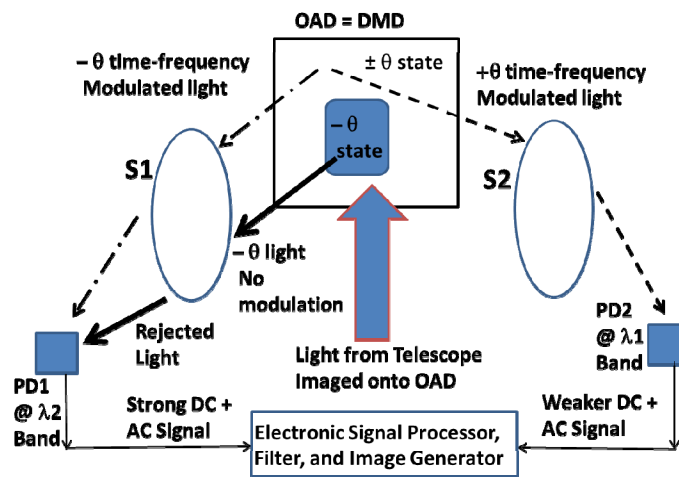 OAD = DMD
– θ time-frequency
Modulated light
± θ state
+θ time-frequency
Modulated light
– θ
state
S1
S2
– θ light
No
modulation
Rejected
Light
Light from Telescope
Imaged onto OAD
PD1
@ λ2
Band
PD2
@ λ1
Band
Strong DC +
AC Signal
Weaker DC +
AC Signal
Electronic Signal Processor,
Filter, and Image Generator